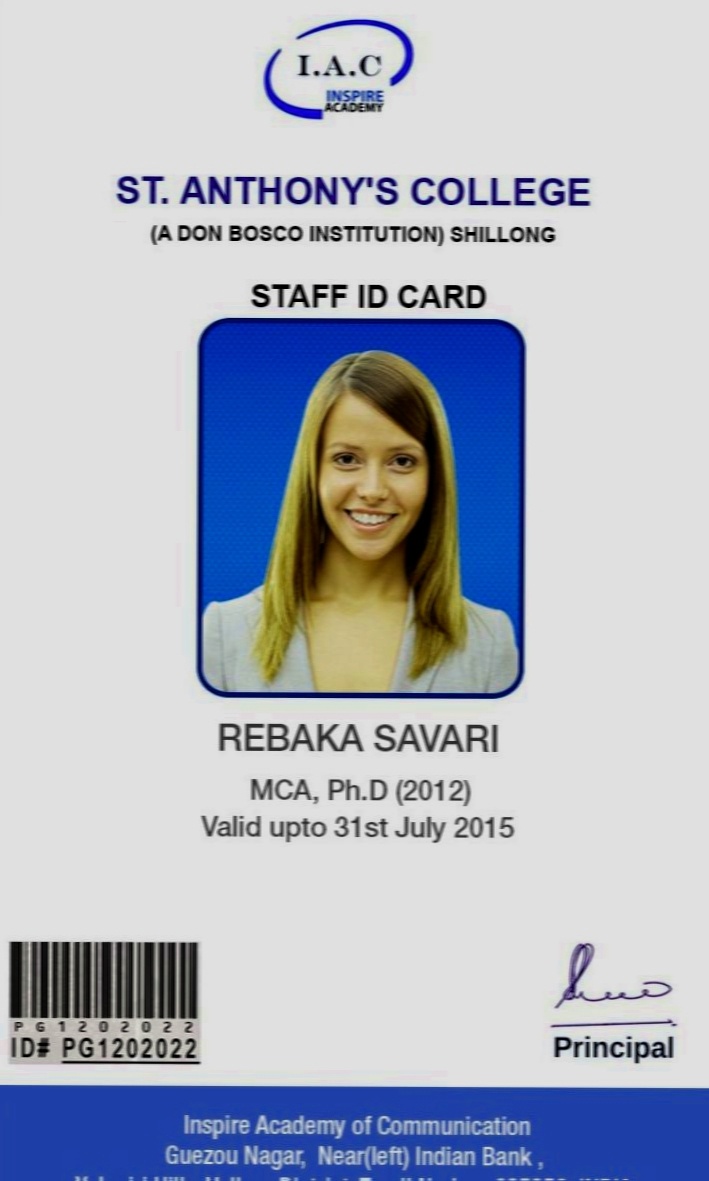 I.A.C
INSPIRE
ACADEMY
ST. ANTHONY'S COLLEGE
(A DON BOSCO INSTITUTION) SHILLONG
STAFF ID CARD
REBAKA SAVARI
MCA, Ph.D (2012)
Valid upto 31st July 2015
PG1202022
ID# PG1202022
Principal
Inspire Academy of Communication
Guezou Nagar, Near(left) Indian Bank ,